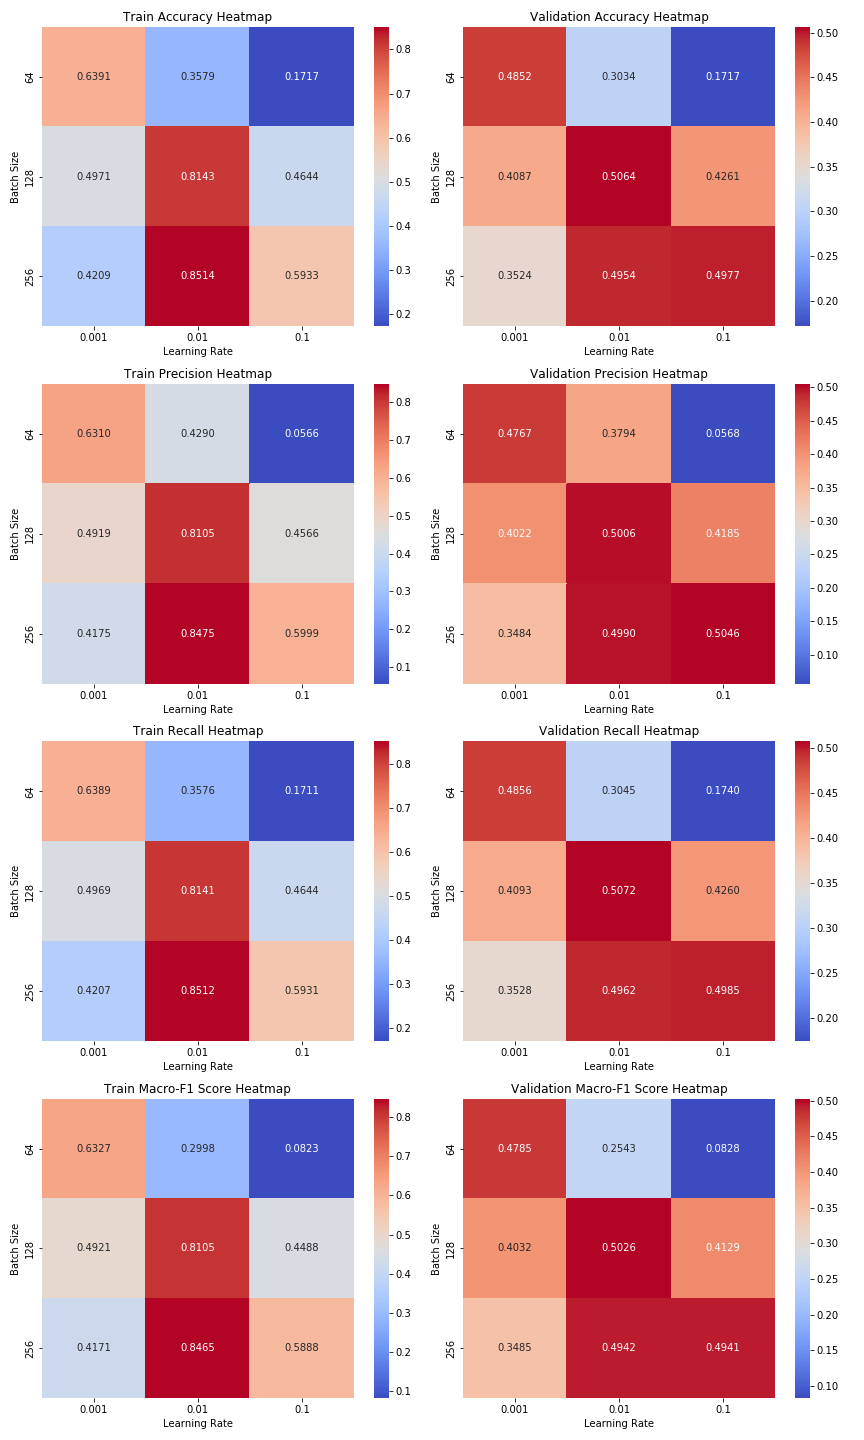 Train Accuracy Heatmap
Batch Size
64
128
256
0.6391 0.3579 0.1717
0.4971 0.8143 0.4644
0.4209 0.8514 0.5933
0.001 0.01 0.1
Learning Rate
0.8
0.7
0.6
0.5
0.4
0.3
0.2
Validation Accuracy Heatmap
Batch Size
64
128
256
0.4852 0.3034 0.1717
0.4087 0.5064 0.4261
0.3524 0.4954 0.4977
0.001 0.01 0.1
Learning Rate
0.50
0.45
0.40
0.35
0.30
0.25
0.20
Train Precision Heatmap
Batch Size
64
128
256
0.6310 0.4290 0.0566
0.4919 0.8105 0.4566
0.4175 0.8475 0.5999
0.001 0.01 0.1
Learning Rate
0.8
0.7
0.6
0.5
0.4
0.3
0.2
0.1
Validation Precision Heatmap
Batch Size
64
128
256
0.4767 0.3794 0.0568
0.4022 0.5006 0.4185
0.3484 0.4990 0.5046
0.001 0.01 0.1
Learning Rate
0.50
0.45
0.40
0.35
0.30
0.25
0.20
0.15
0.10
Train Recall Heatmap
Batch Size
64
128
256
0.6389 0.3576 0.1711
0.4969 0.8141 0.4644
0.4207 0.8512 0.5931
0.001 0.01 0.1
Learning Rate
0.8
0.7
0.6
0.5
0.4
0.3
0.2
Validation Recall Heatmap
Batch Size
64
128
256
0.4856 0.3045 0.1740
0.4093 0.5072 0.4260
0.3528 0.4962 0.4985
0.001 0.01 0.1
Learning Rate
0.50
0.45
0.40
0.35
0.30
0.25
0.20
Train Macro-F1 Score Heatmap
Batch Size
64
128
256
0.6327 0.2998 0.0823
0.4921 0.8105 0.4488
0.4171 0.8465 0.5888
0.001 0.01 0.1
Learning Rate
0.8
0.7
0.6
0.5
0.4
0.3
0.2
0.1
Validation Macro-F1 Score Heatmap
Batch Size
64
128
256
0.4785 0.2543 0.0828
0.4032 0.5026 0.4129
0.3485 0.4942 0.4941
0.001 0.01 0.1
Learning Rate
0.50
0.45
0.40
0.35
0.30
0.25
0.20
0.15
0.10